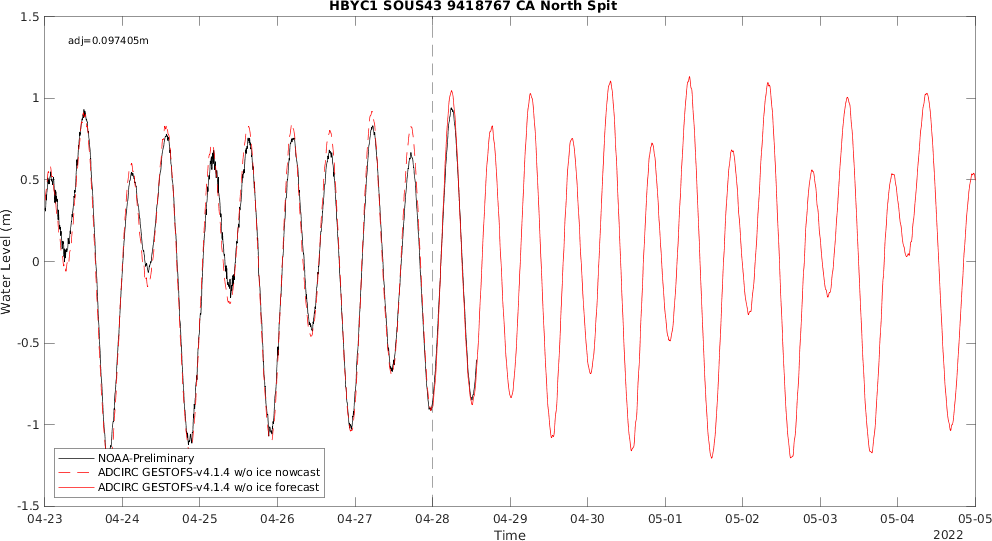 HBYC1 SOUS43 9418767 CA North Spit
adj=0.097405m
Water Level (m)
1.5
1
0.5
0
-0.5
-1
-1.5
NOAA-Preliminary
ADCIRC GESTOFS-v4.1.4 w/o ice nowcast
ADCIRC GESTOFS-v4.1.4 w/o ice forecast
04-23 04-24 04-25 04-26 04-27 04-28 04-29 04-30 05-01 05-02 05-03 05-04 05-05
Time
2022